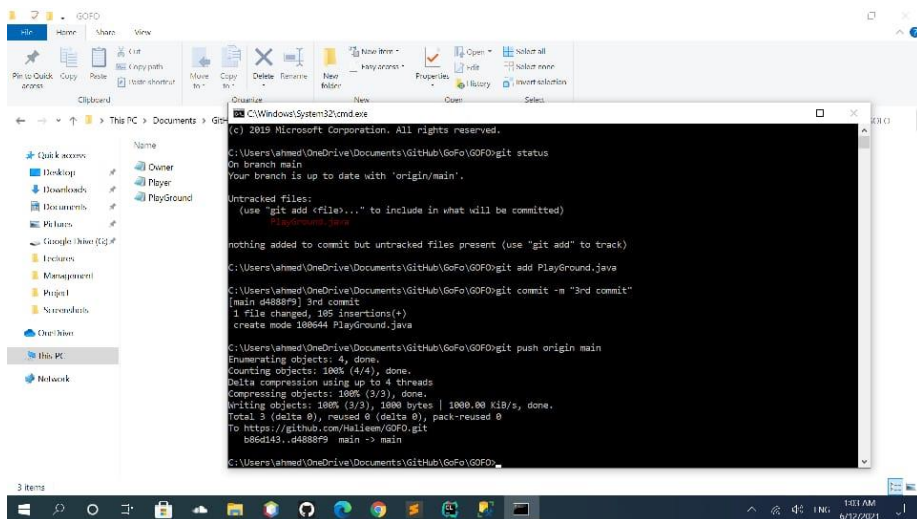 GOFO
File Home Share View
Pin to Quick access
Copy
Paste
Cut
Copy path
Paste shortcut
Move to
Copy to
Delete
Rename
New folder
New item
Easy access
Properties
Open
Edit
History
Select all
Select none
Invert selection
Clipboard Organize New Open Select
This PC > Documents > GitH
Name
Quick access
Desktop
Downloads
Documents
Pictures
Google Drive (G:)
Lectures
Management
Project
Screenshots
OneDrive
This PC
Network
Owner
Player
PlayGround
C:\Windows\System32\cmd.exe
(c) 2019 Microsoft Corporation. All rights reserved.
C:\Users\ahmed\OneDrive\Documents\GitHub\GoFo\GOFO>git status
On branch main
Your branch is up to date with 'origin/main'.
Untracked files:
(use "git add <file>..." to include in what will be committed)
PlayGround.java
nothing added to commit but untracked files present (use "git add" to track)
C:\Users\ahmed\OneDrive\Documents\GitHub\GoFo\GOFO>git add PlayGround.java
C:\Users\ahmed\OneDrive\Documents\GitHub\GoFo\GOFO>git commit -m "3rd commit"
[main d4888f9] 3rd commit
1 file changed, 105 insertions(+)
create mode 100644 PlayGround.java
C:\Users\ahmed\OneDrive\Documents\GitHub\GoFo\GOFO>git push origin main
Enumerating objects: 4, done.
Counting objects: 100% (4/4), done.
Delta compression using up to 4 threads
Compressing objects: 100% (3/3), done.
Writing objects: 100% (3/3), 1000 bytes | 1000.00 KiB/s, done.
Total 3 (delta 0), reused 0 (delta 0), pack-reused 0
To https://github.com/Halieem/GOFO.git
b86d143..d4888f9 main -> main
C:\Users\ahmed\OneDrive\Documents\GitHub\GoFo\GOFO>
3 items
ENG
1:03 AM
6/12/2021